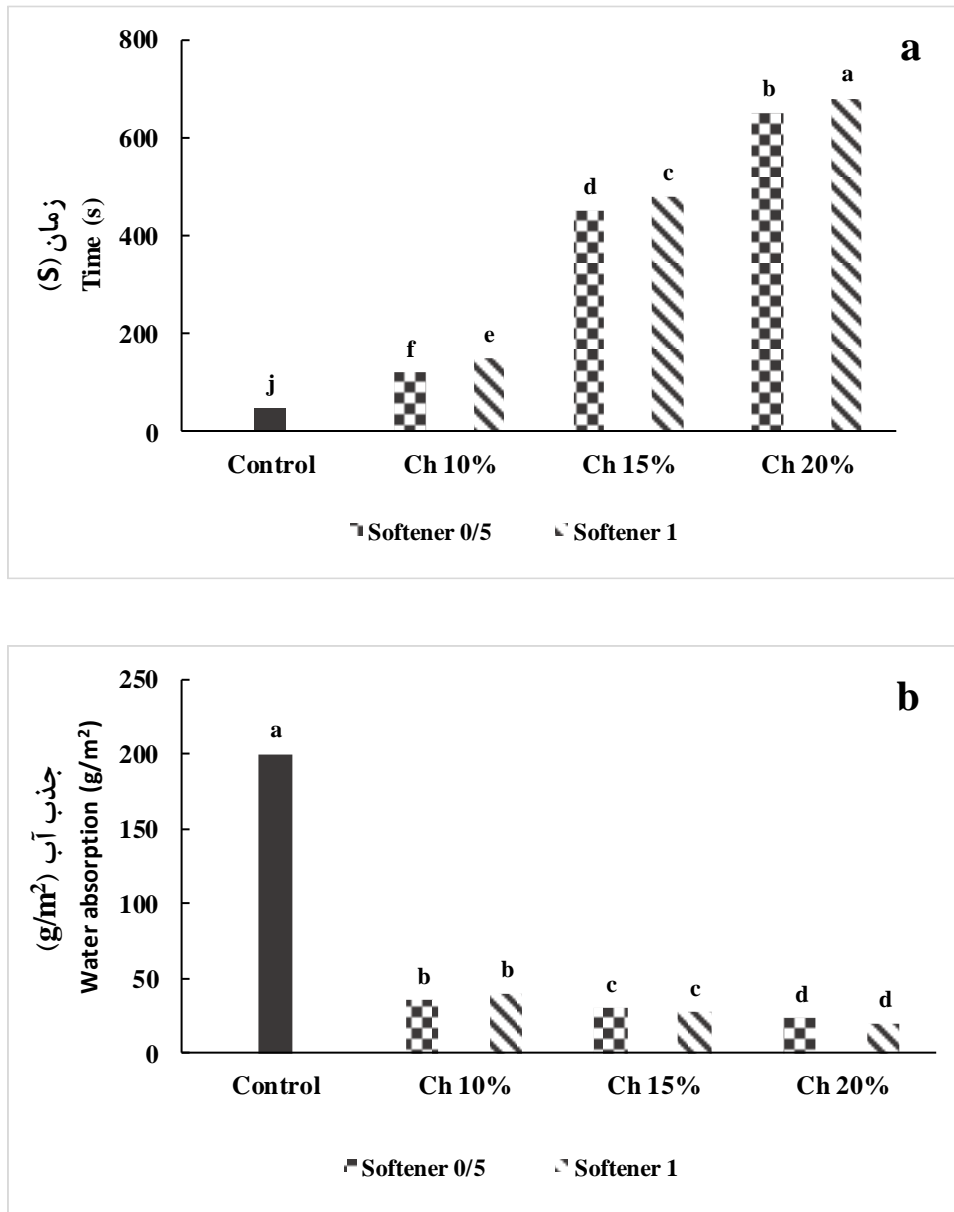 a
800
600
400
200
0
زمان (S)
Time (s)
j
f
e
d
c
b
a
Control
Ch 10%
Ch 15%
Ch 20%
Softener 0/5
Softener 1
b
250
200
150
100
50
0
جذب آب (g/m²)
Water absorption (g/m²)
a
b
b
c
c
d
d
Control
Ch 10%
Ch 15%
Ch 20%
Softener 0/5
Softener 1